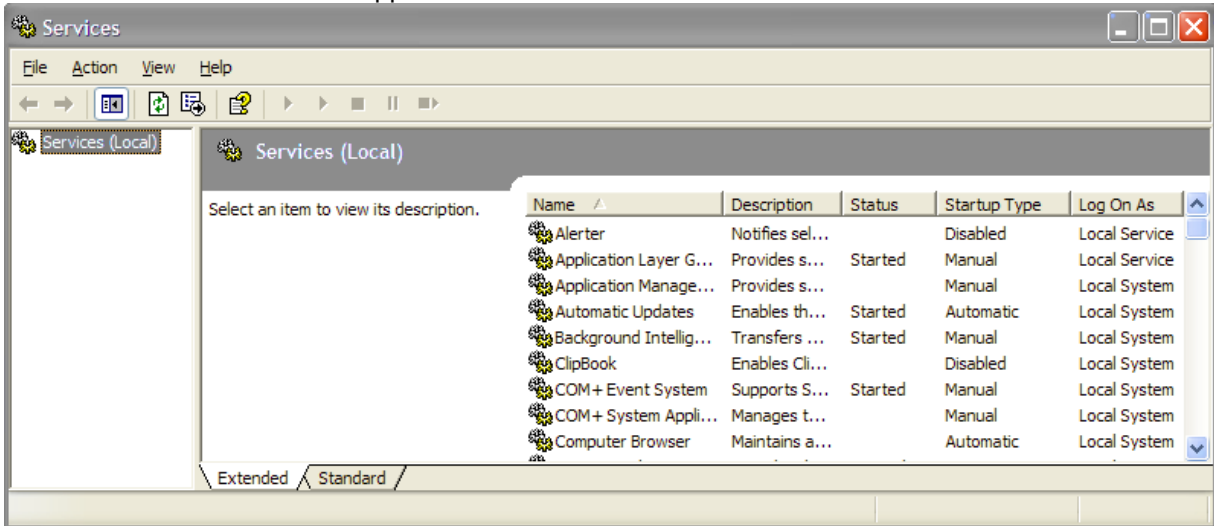 Services
File Action View Help
Services (Local)
Services (Local)
Select an item to view its description.
Name Description Status Startup Type Log On As
Alerter Notifies sel... Disabled Local Service
Application Layer G... Provides s... Started Manual Local Service
Application Manage... Provides s... Manual Local System
Automatic Updates Enables th... Started Automatic Local System
Background Intellig... Transfers ... Started Manual Local System
ClipBook Enables Cli... Disabled Local System
COM+ Event System Supports S... Started Manual Local System
COM+ System Appli... Manages t... Manual Local System
Computer Browser Maintains a... Automatic Local System
Extended Standard